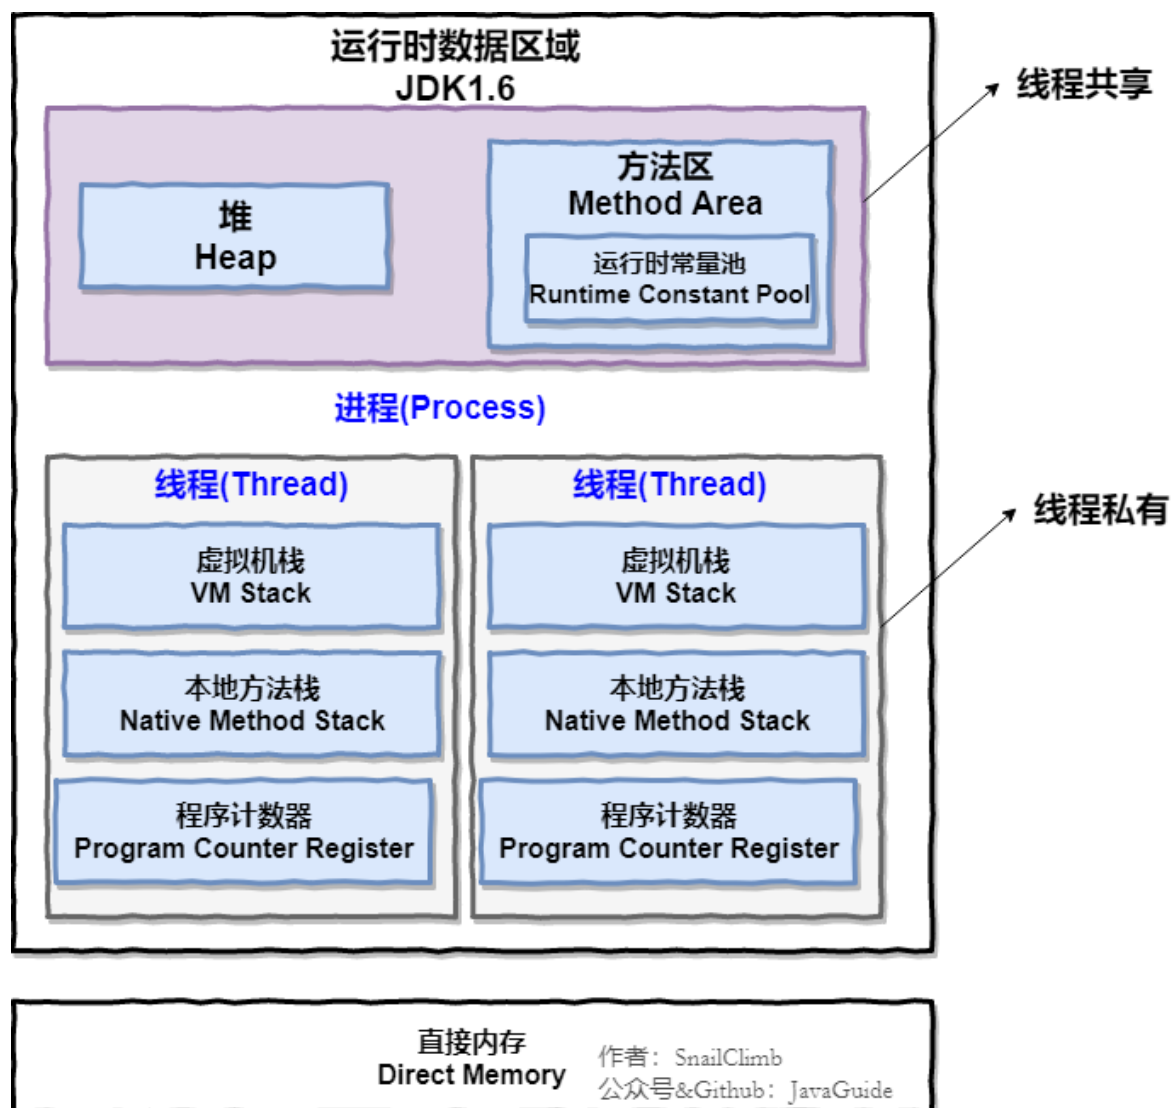 运行时数据区域
JDK1.6
线程共享
堆
Heap
方法区
Method Area
运行时常量池
Runtime Constant Pool
进程(Process)
线程(Thread)
虚拟机栈
VM Stack
本地方法栈
Native Method Stack
程序计数器
Program Counter Register
线程(Thread)
虚拟机栈
VM Stack
本地方法栈
Native Method Stack
程序计数器
Program Counter Register
线程私有
直接内存
Direct Memory
作者：SnailClimb
公众号&Github：JavaGuide